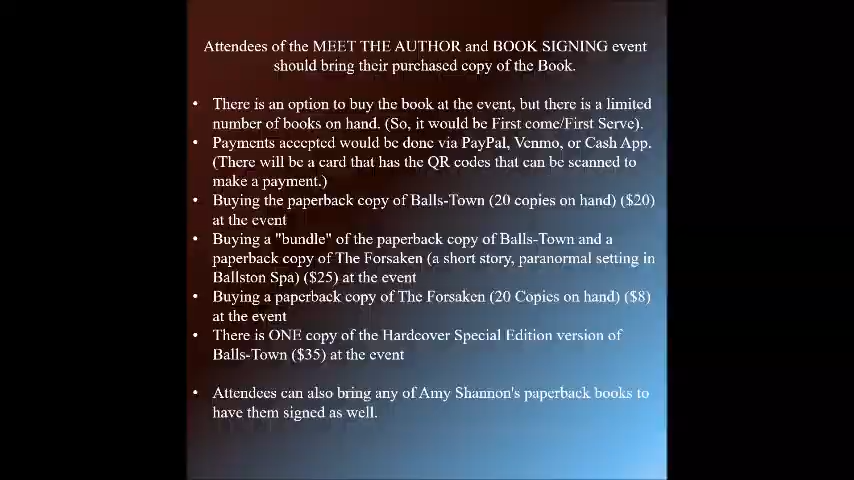 Attendees of the MEET THE AUTHOR and BOOK SIGNING event
should bring their purchased copy of the Book.
• There is an option to buy the book at the event, but there is a limited
number of books on hand. (So, it would be First come/First Serve).
• Payments accepted would be done via PayPal, Venmo, or Cash App.
(There will be a card that has the QR codes that can be scanned to
make a payment.)
• Buying the paperback copy of Balls-Town (20 copies on hand) ($20)
at the event
• Buying a "bundle" of the paperback copy of Balls-Town and a
paperback copy of The Forsaken (a short story, paranormal setting in
Ballston Spa) ($25) at the event
• Buying a paperback copy of The Forsaken (20 Copies on hand) ($8)
at the event
• There is ONE copy of the Hardcover Special Edition version of
Balls-Town ($35) at the event
• Attendees can also bring any of Amy Shannon's paperback books to
have them signed as well.